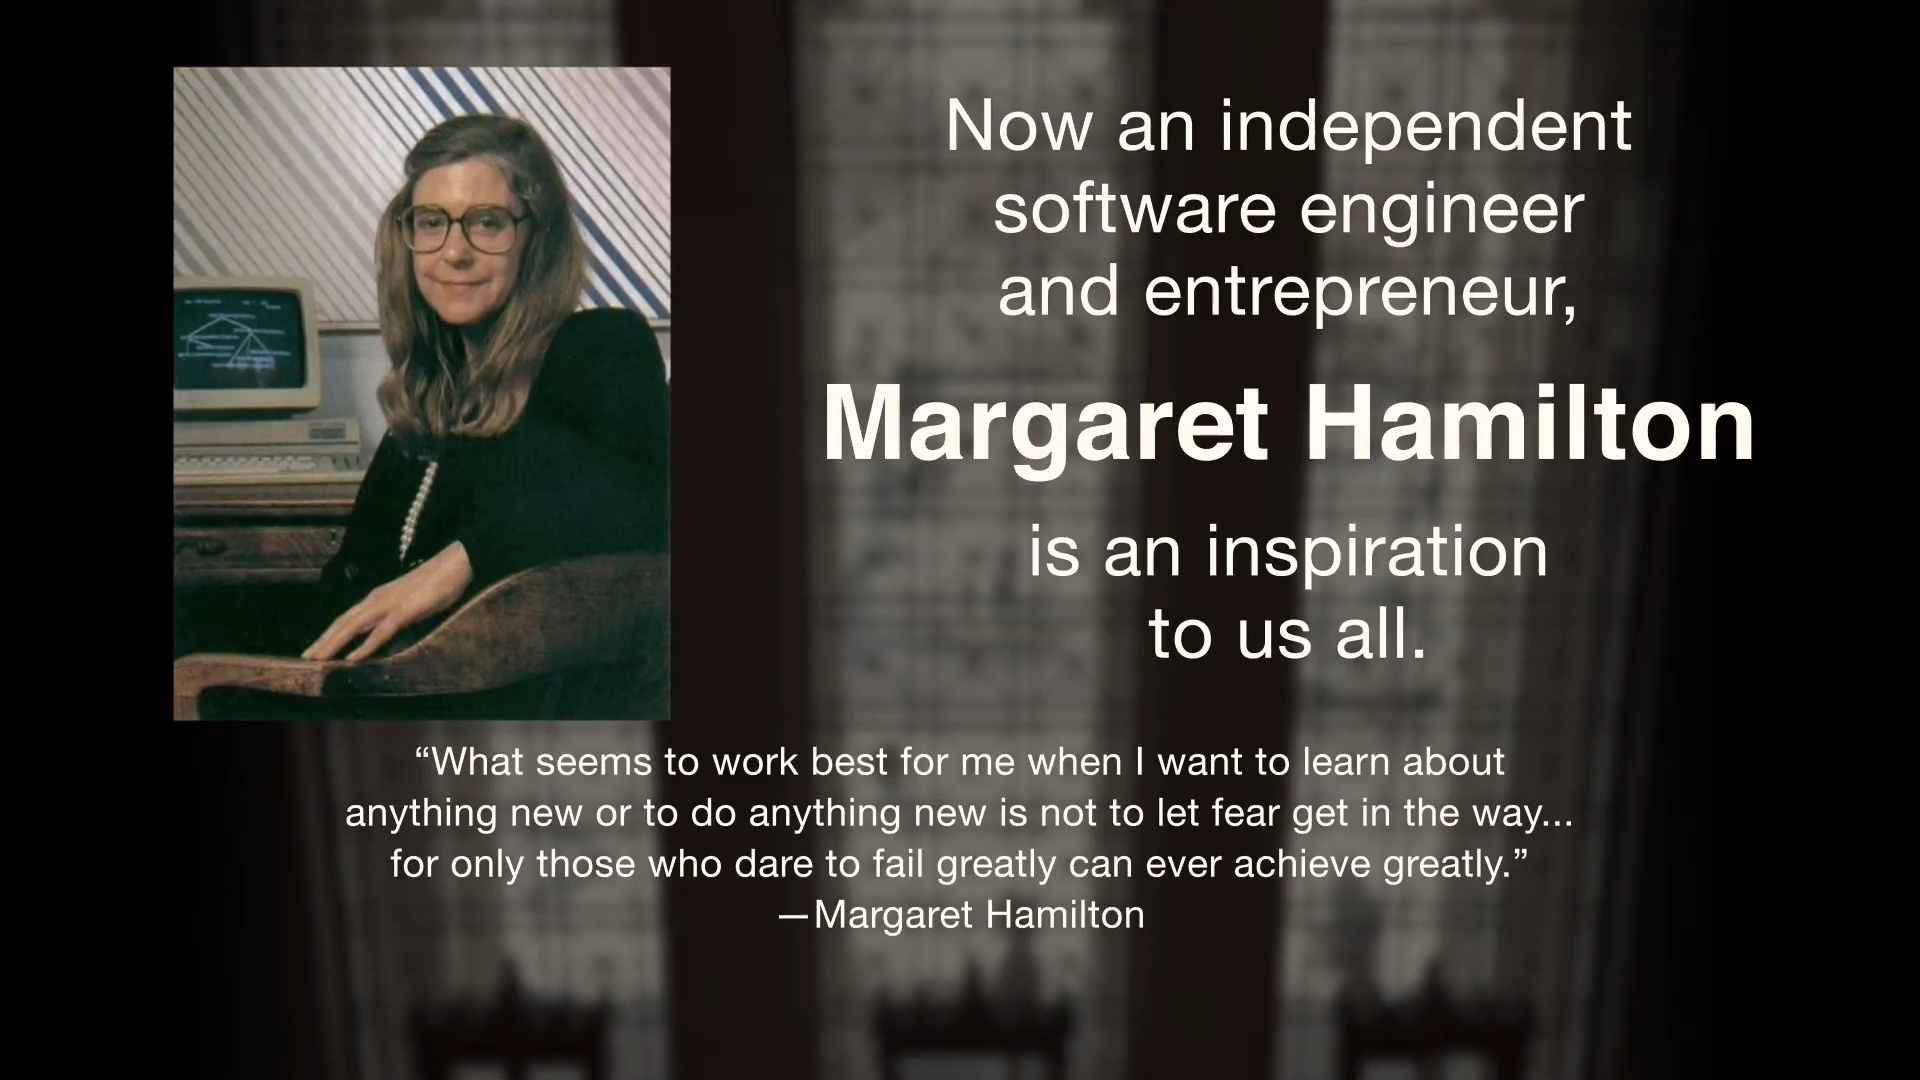 Now an independent
software engineer
and entrepreneur,
Margaret Hamilton
is an inspiration
to us all.
“What seems to work best for me when I want to learn about
anything new or to do anything new is not to let fear get in the way...
for only those who dare to fail greatly can ever achieve greatly.”
—Margaret Hamilton